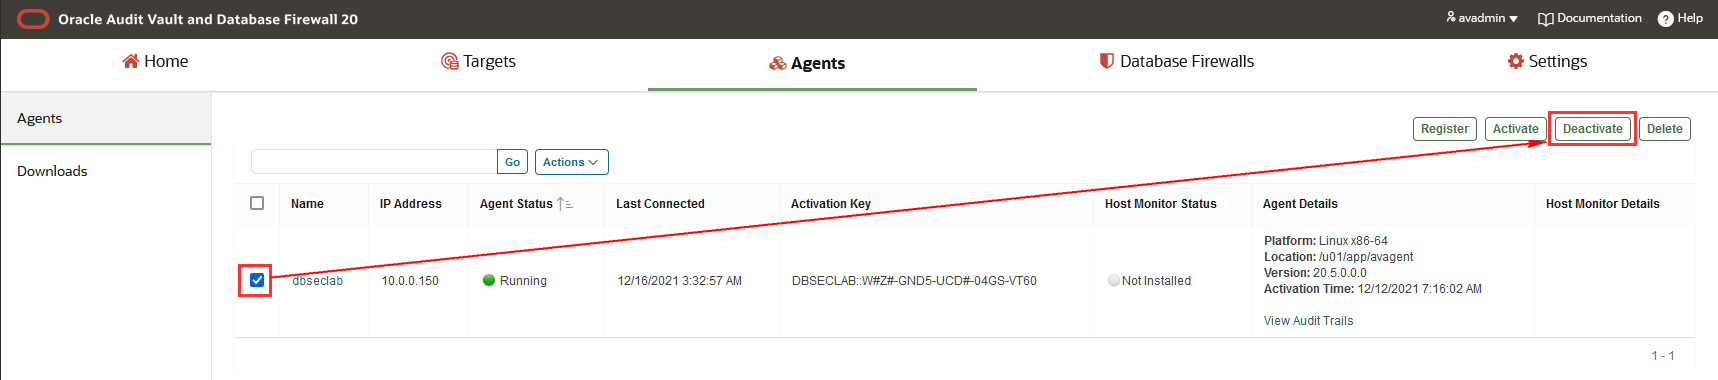 Oracle Audit Vault and Database Firewall 20
avadmin
Documentation
? Help
Home
Targets
Agents
Database Firewalls
Settings
Agents
Downloads
Register
Activate
Deactivate
Delete
Go
Actions
Name
IP Address
Agent Status
Last Connected
Activation Key
Host Monitor Status
Agent Details
Host Monitor Details
dbseclab
10.0.0.150
Running
12/16/2021 3:32:57 AM
DBSECLAB::W#Z#-GND5-UCD#-04GS-VT60
Not Installed
Platform: Linux x86-64
Location: /u01/app/avagent
Version: 20.5.0.0.0
Activation Time: 12/12/2021 7:16:02 AM
View Audit Trails
1 - 1